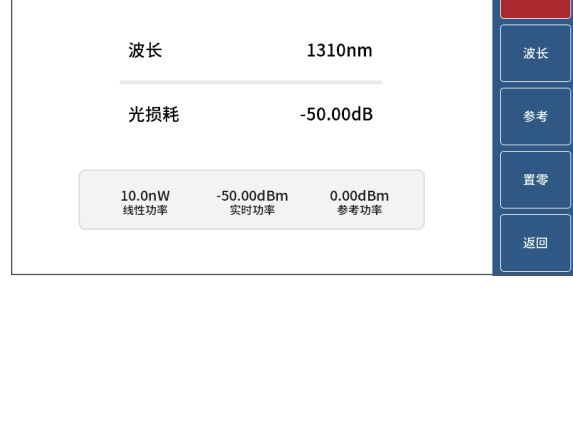 波长 1310nm
光损耗 -50.00dB
10.0nW -50.00dBm 0.00dBm
线性功率 实时功率 参考功率
波长
参考
置零
返回